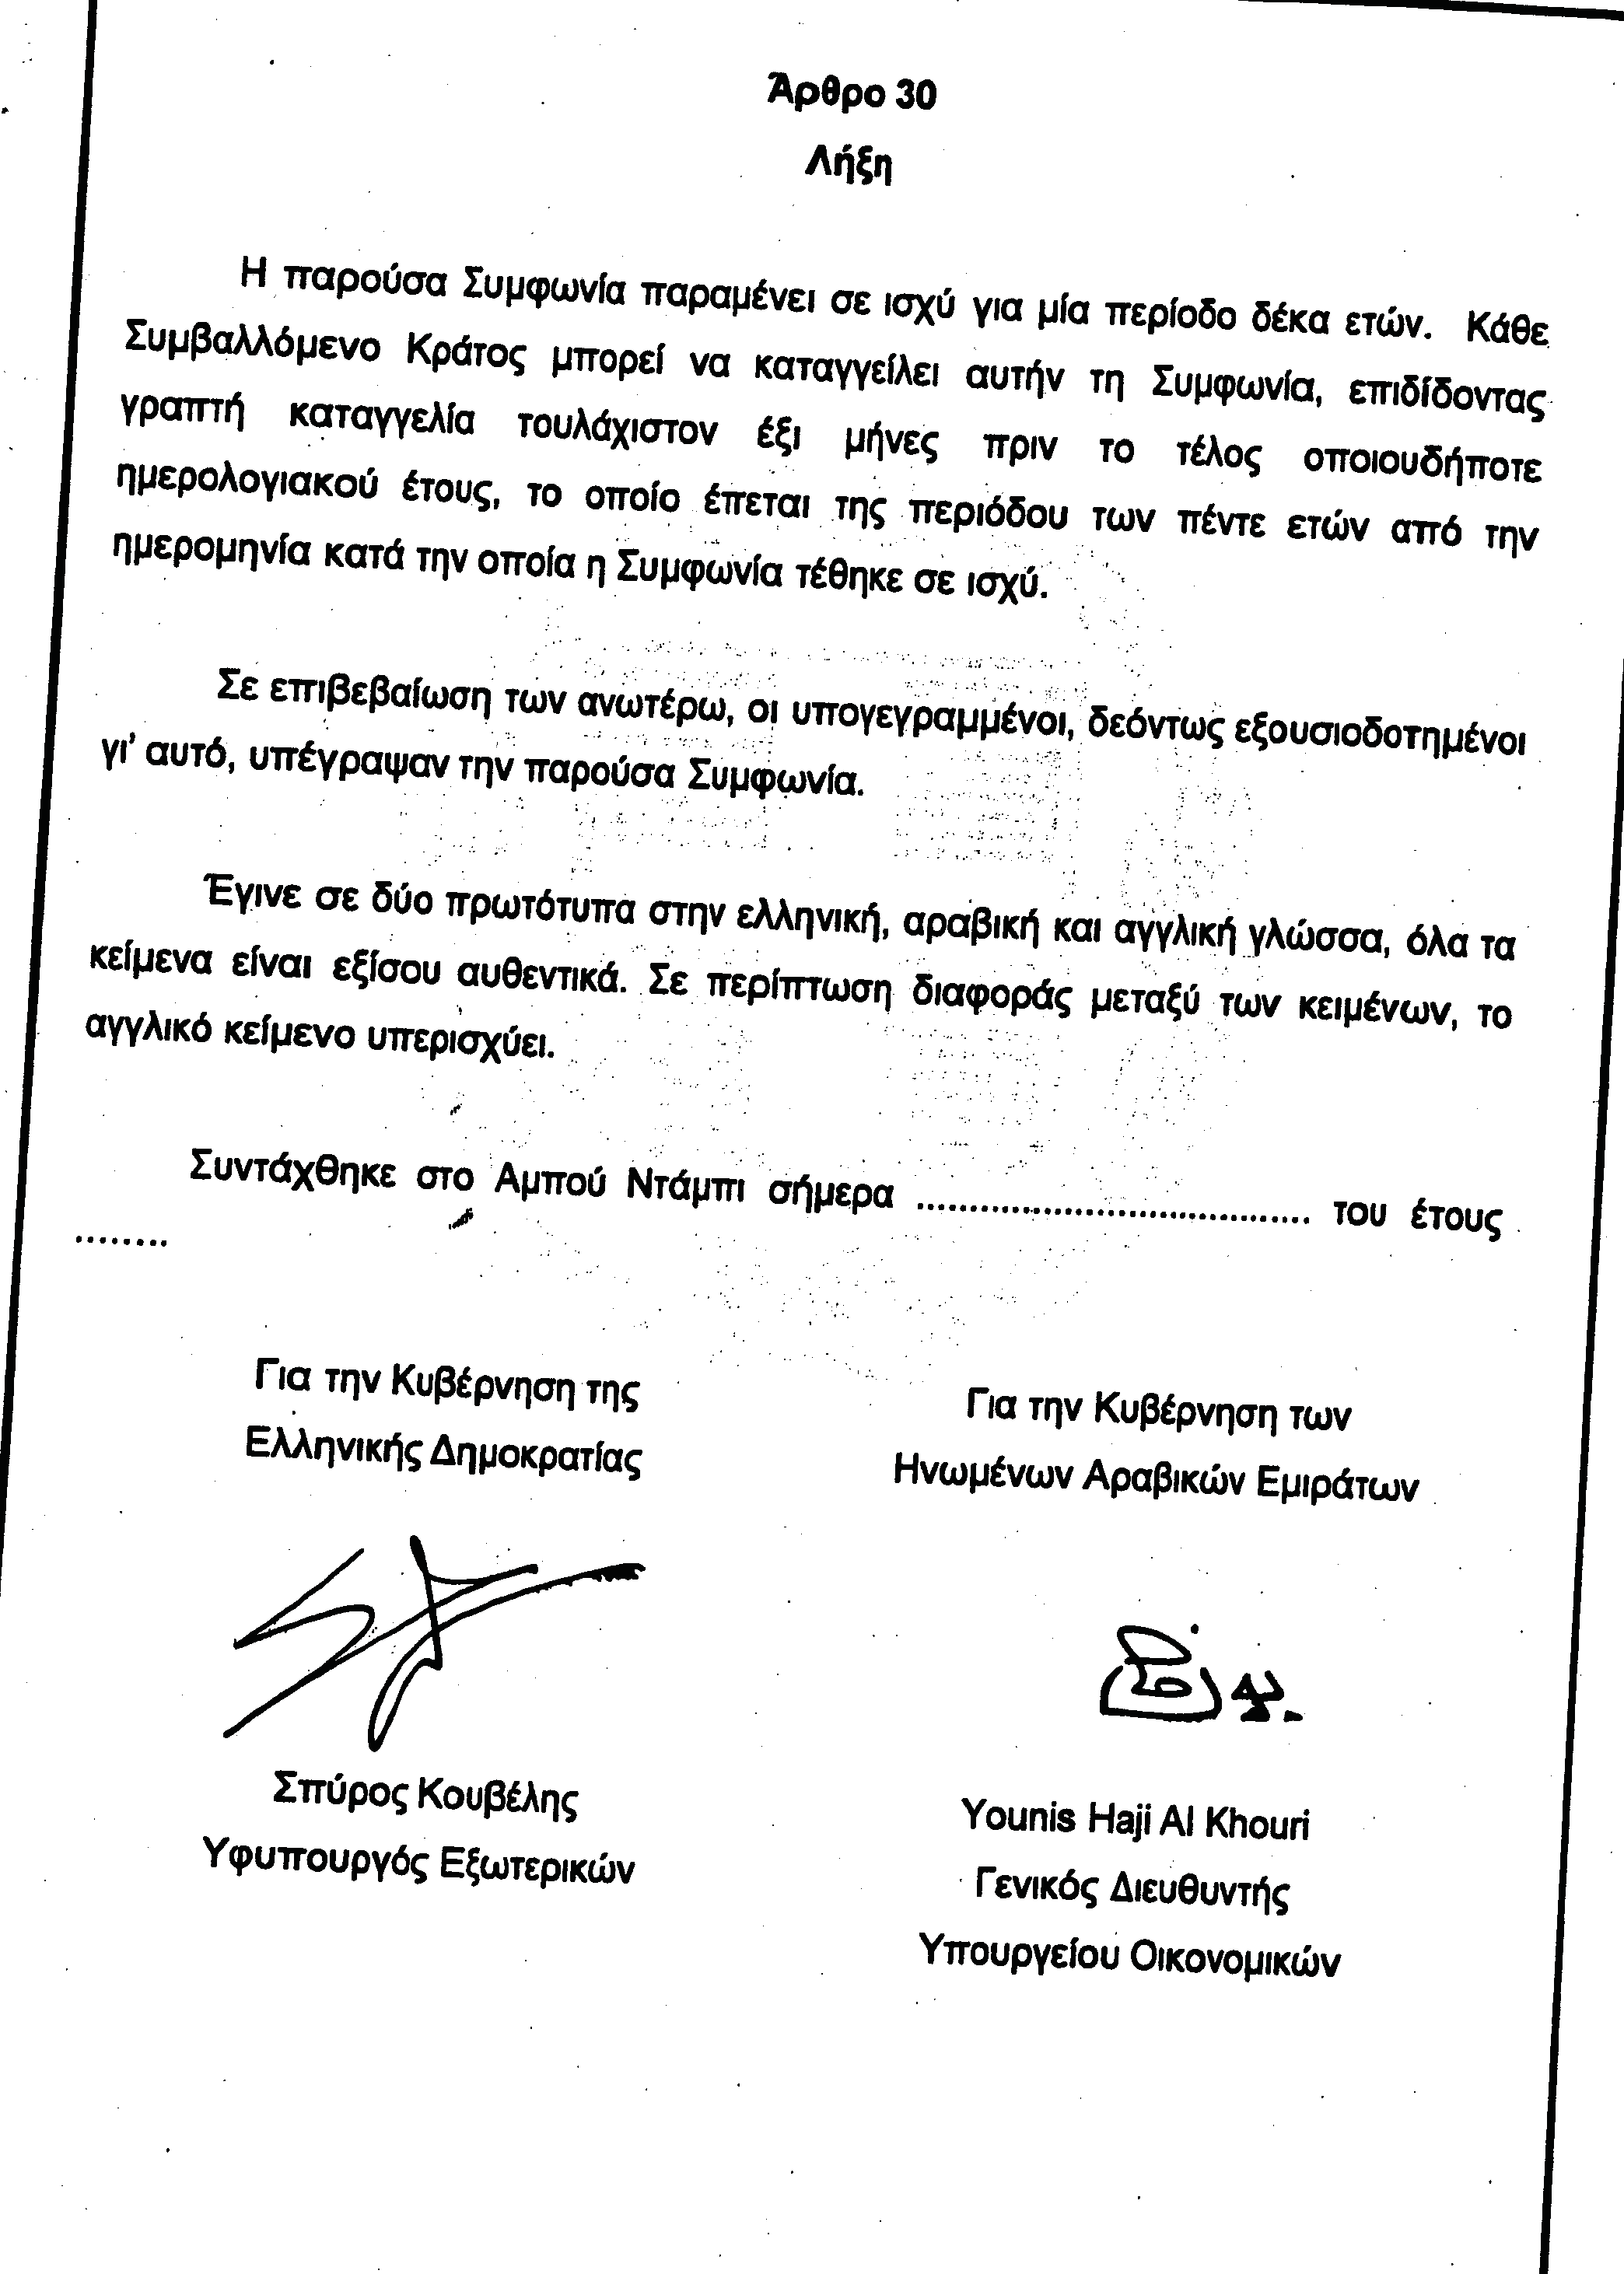 Άρθρο 30
Λήξη
Η παρούσα Συμφωνία παραμένει σε ισχύ για μία περίοδο δέκα ετών. Κάθε
Συμβαλλόμενο Κράτος μπορεί να καταγγείλει αυτήν τη Συμφωνία, επιδίδοντας
γραπτή καταγγελία τουλάχιστον έξι μήνες πριν το τέλος οποιουδήποτε
ημερολογιακού έτους, το οποίο έπεται της περιόδου των πέντε ετών από την
ημερομηνία κατά την οποία η Συμφωνία τέθηκε σε ισχύ.
Σε επιβεβαίωση των ανωτέρω, οι υπογεγραμμένοι, δεόντως εξουσιοδοτημένοι
γι' αυτό, υπέγραψαν την παρούσα Συμφωνία.
Έγινε σε δύο πρωτότυπα στην ελληνική, αραβική και αγγλική γλώσσα, όλα τα
κείμενα είναι εξίσου αυθεντικά. Σε περίπτωση διαφοράς μεταξύ των κειμένων, το
αγγλικό κείμενο υπερισχύει.
Συντάχθηκε στο Αμπού Ντάμπι σήμερα ...................................... του έτους
........
Για την Κυβέρνηση της
Ελληνικής Δημοκρατίας
Για την Κυβέρνηση των
Ηνωμένων Αραβικών Εμιράτων
Σπύρος Κουβέλης
Υφυπουργός Εξωτερικών
Younis Haji Al Khouri
Γενικός Διευθυντής
Υπουργείου Οικονομικών